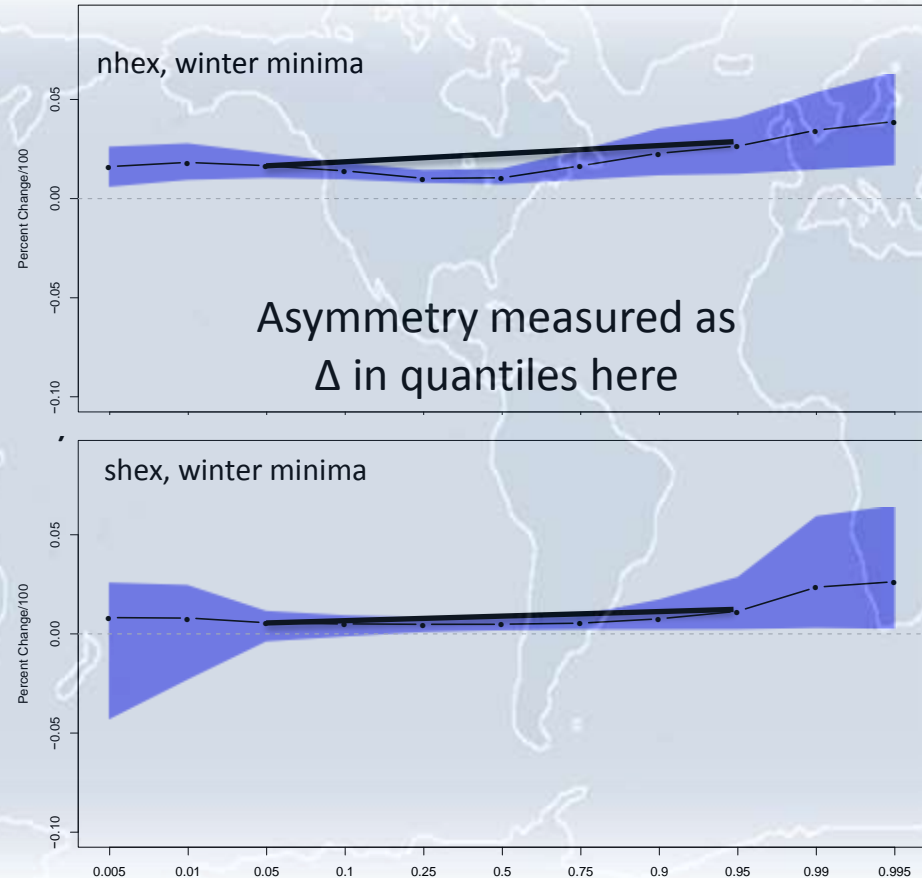 nhex, winter minima
0.05
0.00
−0.05
−0.10
Percent Change/100
Asymmetry measured as
Δ in quantiles here
shex, winter minima
0.05
0.00
−0.05
−0.10
Percent Change/100
0.005 0.01 0.05 0.1 0.25 0.5 0.75 0.9 0.95 0.99 0.995